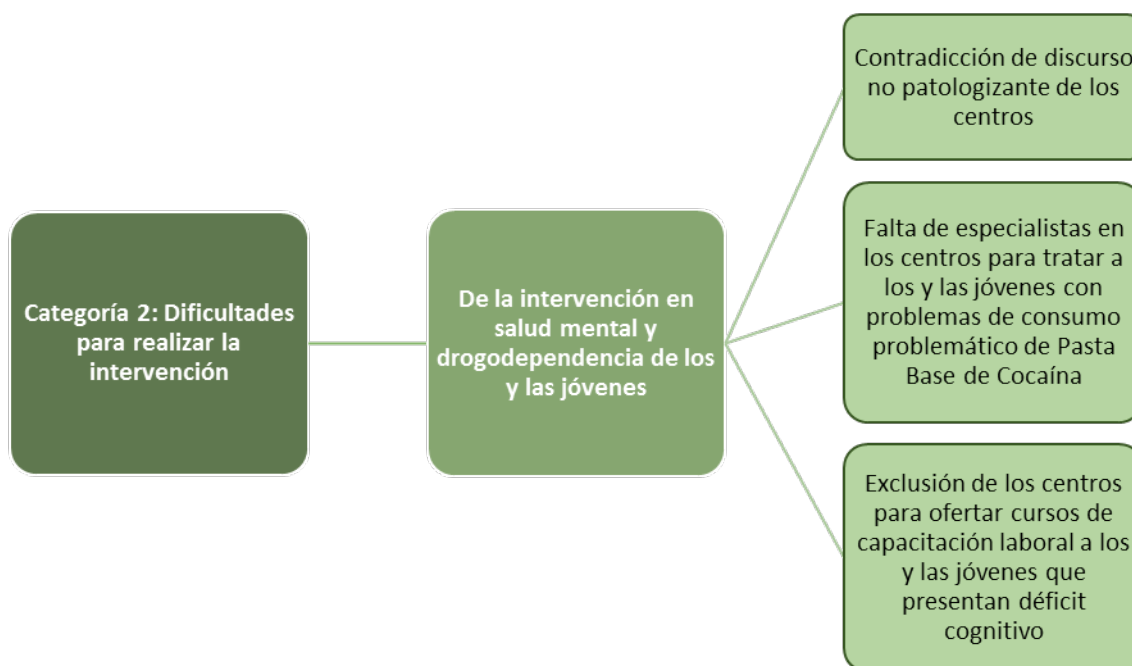 Categoría 2: Dificultades
para realizar la
intervención
De la intervención en
salud mental y
drogodependencia de los
y las jóvenes
Contradicción de discurso
no patologizante de los
centros
Falta de especialistas en
los centros para tratar a
los y las jóvenes con
problemas de consumo
problemático de Pasta
Base de Cocaína
Exclusión de los centros
para ofertar cursos de
capacitación laboral a los
y las jóvenes que
presentan déficit
cognitivo